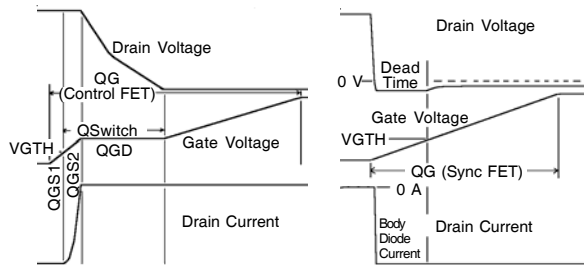 Drain Voltage
QG
(Control FET)
QSwitch
VGTH
QGD
Gate Voltage
QGS1
QGS2
Drain Current
Drain Voltage
0 V
Dead
Time
Gate Voltage
VGTH
QG (Sync FET)
0 A
Body
Diode
Current
Drain Current